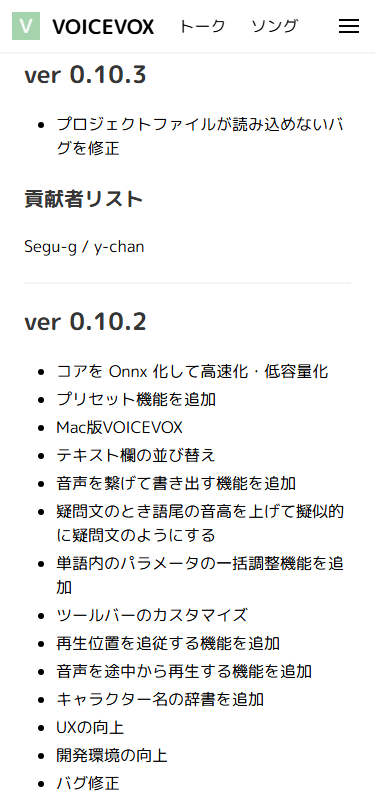 V VOICEVOX トーク ソング
ver 0.10.3
プロジェクトファイルが読み込めないバ
グを修正
貢献者リスト
Segu-g / y-chan
ver 0.10.2
コアを Onnx 化して高速化・低容量化
プリセット機能を追加
Mac版VOICEVOX
テキスト欄の並び替え
音声を繋げて書き出す機能を追加
疑問文のとき語尾の音高を上げて擬似的
に疑問文のようにする
単語内のパラメータの一括調整機能を追
加
ツールバーのカスタマイズ
再生位置を追従する機能を追加
音声を途中から再生する機能を追加
キャラクター名の辞書を追加
UXの向上
開発環境の向上
バグ修正